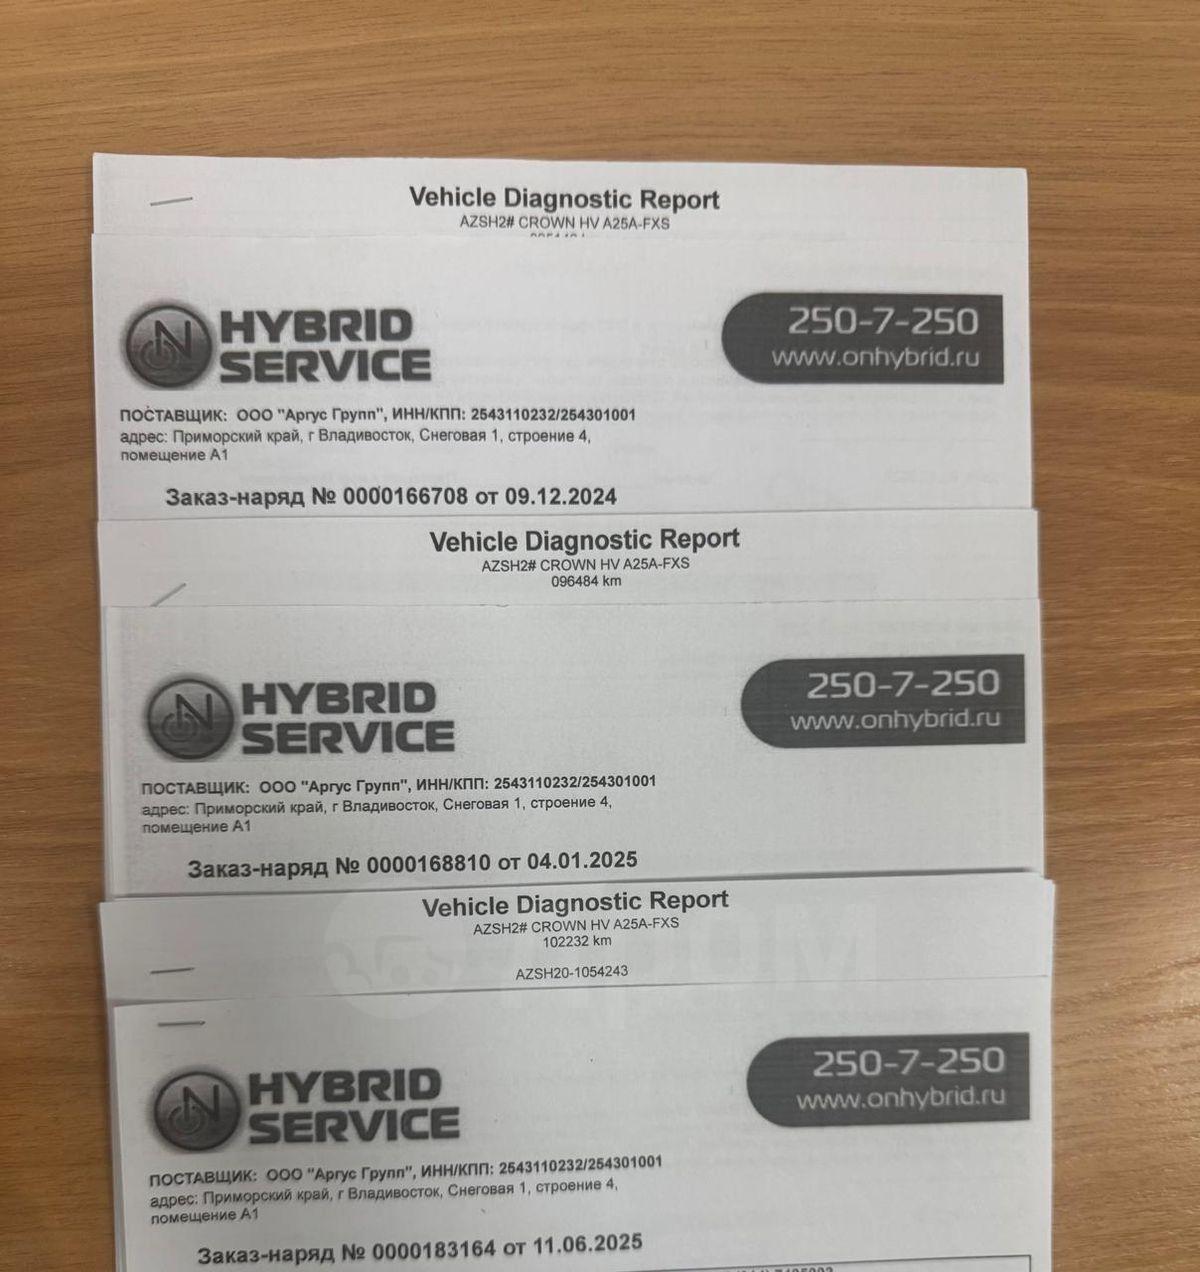 Vehicle Diagnostic Report
AZSH2# CROWN HV A25A-FXS
HYBRID
SERVICE
250-7-250
www.onhybrid.ru
ПОСТАВЩИК: ООО "Аргус Групп", ИНН/КПП: 2543110232/254301001
адрес: Приморский край, г Владивосток, Снеговая 1, строение 4,
помещение А1
Заказ-наряд № 0000166708 от 09.12.2024
Vehicle Diagnostic Report
AZSH2# CROWN HV A25A-FXS
096484 km
HYBRID
SERVICE
250-7-250
www.onhybrid.ru
ПОСТАВЩИК: ООО "Аргус Групп", ИНН/КПП: 2543110232/254301001
адрес: Приморский край, г Владивосток, Снеговая 1, строение 4,
помещение А1
Заказ-наряд № 0000168810 от 04.01.2025
Vehicle Diagnostic Report
AZSH2# CROWN HV A25A-FXS
102232 km
AZSH20-1054243
HYBRID
SERVICE
250-7-250
www.onhybrid.ru
ПОСТАВЩИК: ООО "Аргус Групп", ИНН/КПП: 2543110232/254301001
адрес: Приморский край, г Владивосток, Снеговая 1, строение 4,
помещение А1
Заказ-наряд № 0000183164 от 11.06.2025